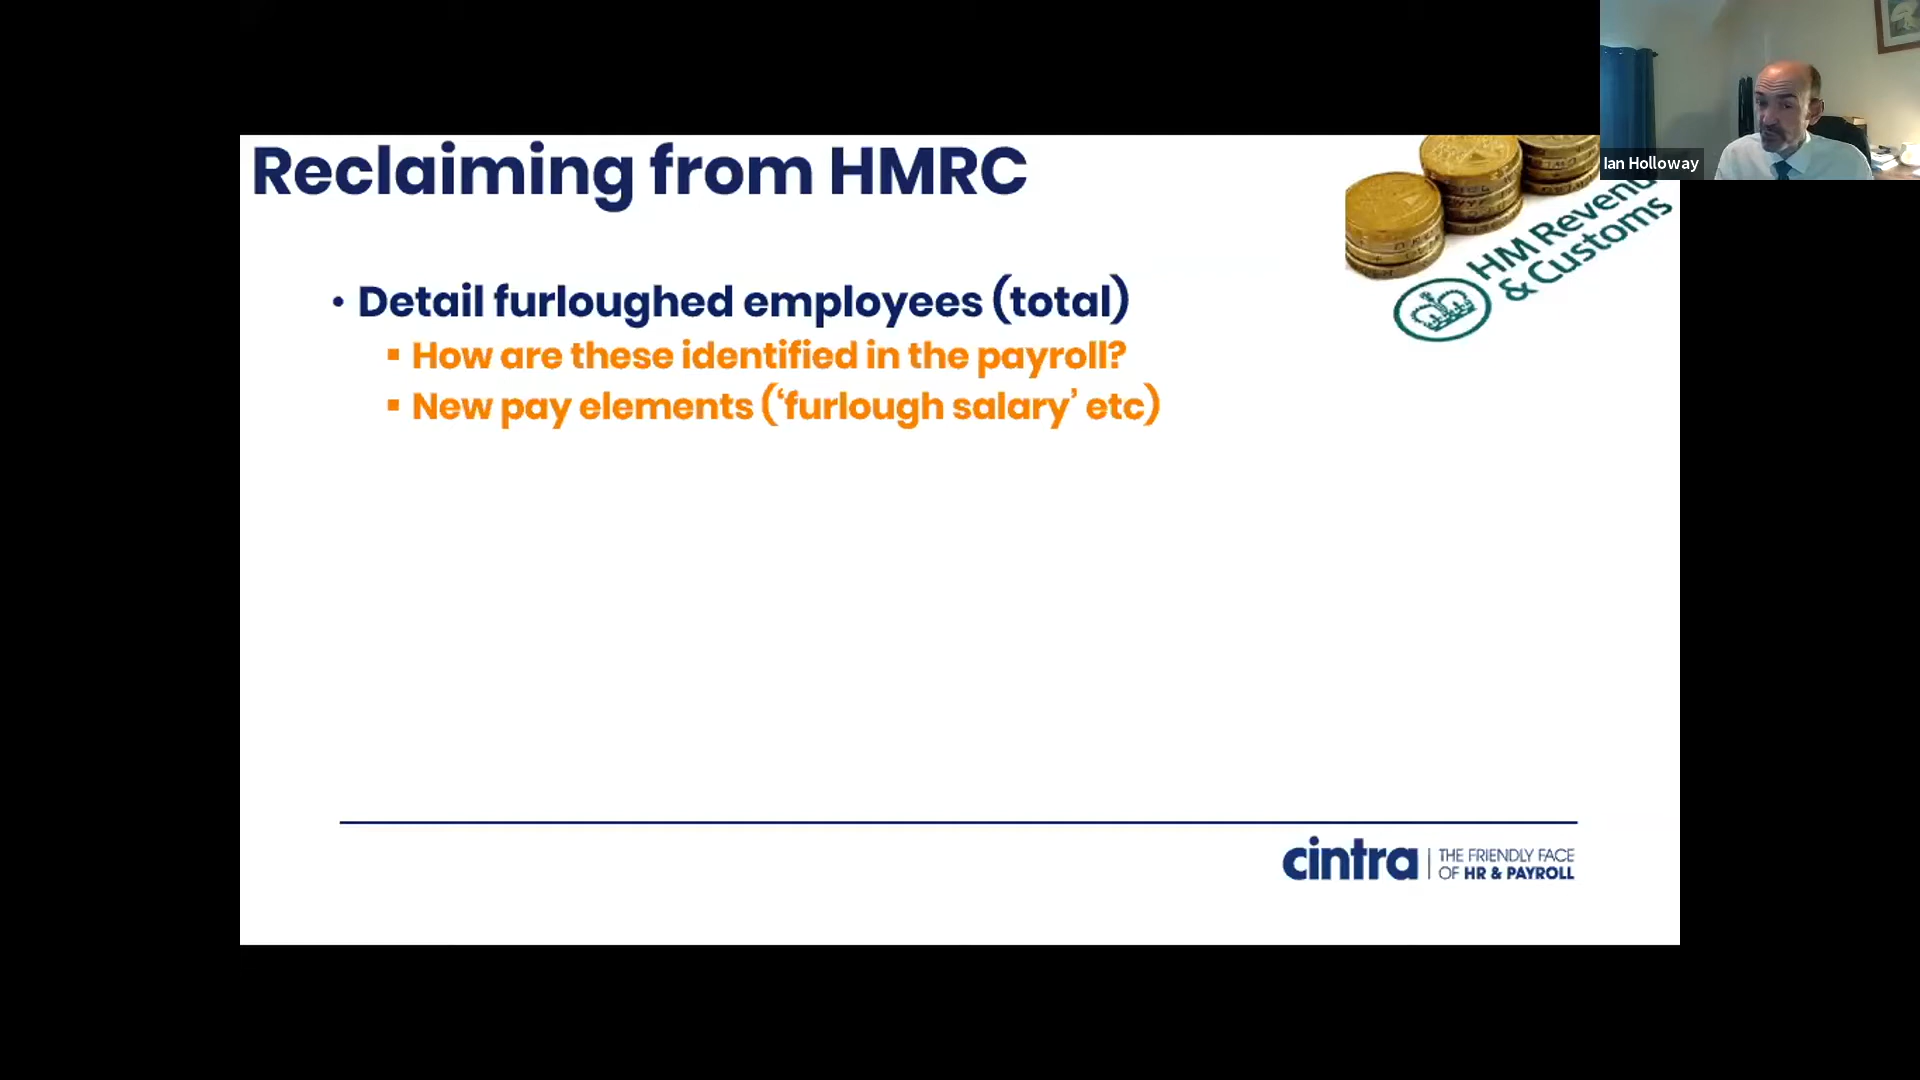 Reclaiming from HMRC
Ian Holloway
HM Revenu
& Customs
• Detail furloughed employees (total)
▪ How are these identified in the payroll?
▪ New pay elements (‘furlough salary’ etc)
cintra
THE FRIENDLY FACE
OF HR & PAYROLL